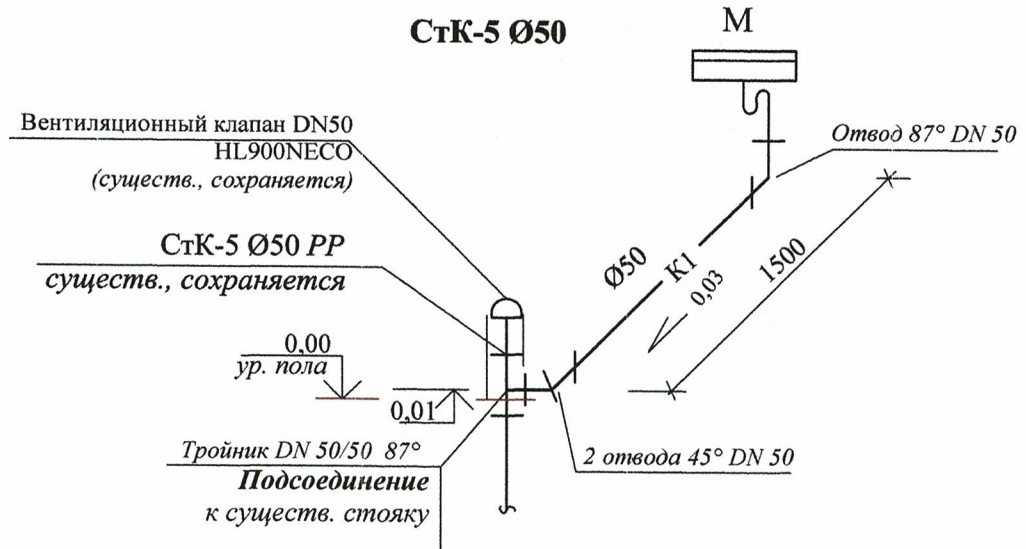 СтК-5 Ø50
М
Вентиляционный клапан DN50
HL900NECO
(существ., сохраняется)
Отвод 87° DN 50
СтК-5 Ø50 PP
существ., сохраняется
Ø50
К1
0,03
1500
0,00
ур. пола
0,01
Тройник DN 50/50 87°
Подсоединение
к существ. стояку
2 отвода 45° DN 50